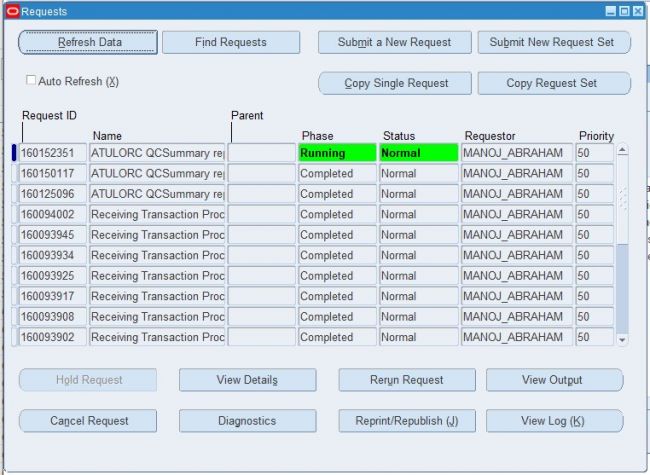 Requests
Refresh Data Find Requests Submit a New Request Submit New Request Set
Auto Refresh (X) Copy Single Request Copy Request Set
Request ID Parent
Name Phase Status Requestor Priority
160152351 ATULORC QCSummary rep Running Normal MANOJ_ABRAHAM 50
160150117 ATULORC QCSummary rep Completed Normal MANOJ_ABRAHAM 50
160125096 ATULORC QCSummary rep Completed Normal MANOJ_ABRAHAM 50
160094002 Receiving Transaction Proc Completed Normal MANOJ_ABRAHAM 50
160093945 Receiving Transaction Proc Completed Normal MANOJ_ABRAHAM 50
160093934 Receiving Transaction Proc Completed Normal MANOJ_ABRAHAM 50
160093925 Receiving Transaction Proc Completed Normal MANOJ_ABRAHAM 50
160093917 Receiving Transaction Proc Completed Normal MANOJ_ABRAHAM 50
160093908 Receiving Transaction Proc Completed Normal MANOJ_ABRAHAM 50
160093902 Receiving Transaction Proc Completed Normal MANOJ_ABRAHAM 50
Hold Request View Details Rerun Request View Output
Cancel Request Diagnostics Reprint/Republish (J) View Log (K)